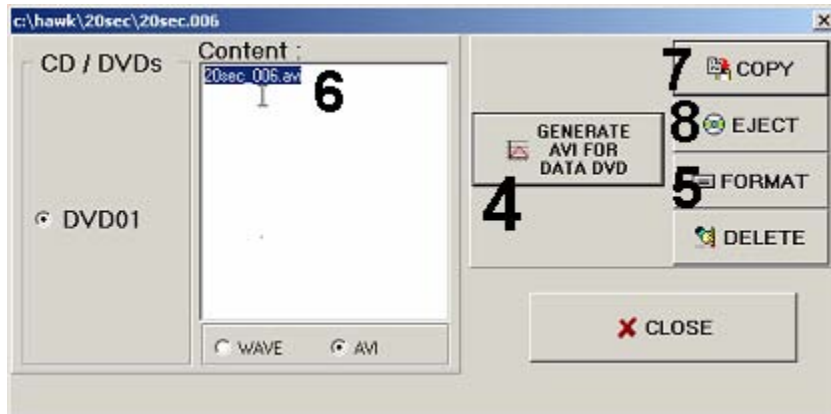 c:\hawk\20sec\20sec.006
CD / DVDs
Content :
20sec_006.avi
6
DVD01
WAVE
AVI
GENERATE
AVI FOR
DATA DVD
4
7
COPY
8
EJECT
5
FORMAT
DELETE
CLOSE